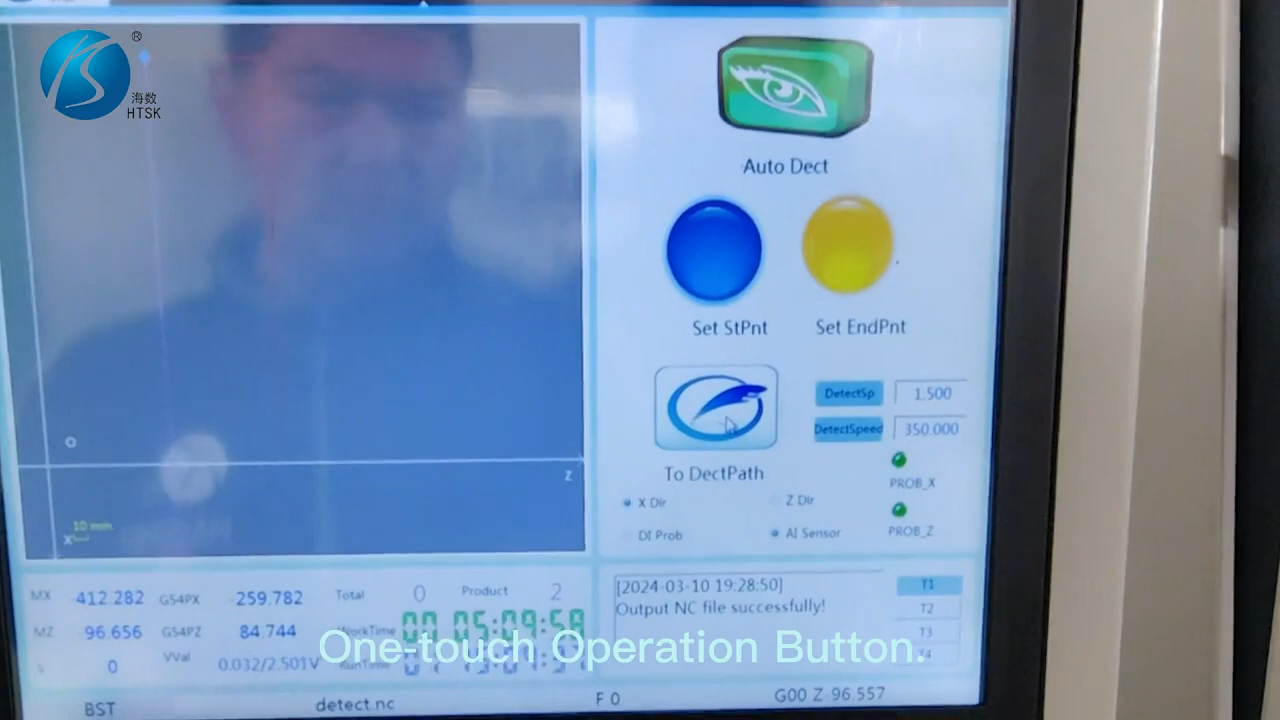 ®
海数
HTSK
Auto Dect
Set StPnt
Set EndPnt
DetectSp
1.500
DetectSpeed
350.000
To DectPath
PROB_X
X Dir
Z Dir
DI Prob
AI Sensor
PROB_Z
O
Z
10 mm
X
MX 412.282 G54PX -259.782 Total 0 Product 2
MZ 96.656 G54PZ 84.744 WorkTime 00 05:09:58
0 VVal 0.032/2.501V RunTime
[2024-03-10 19:28:50]
Output NC file successfully!
T1
T2
T3
T4
One-touch Operation Button.
BST detect.nc F 0 G00 Z-96.557